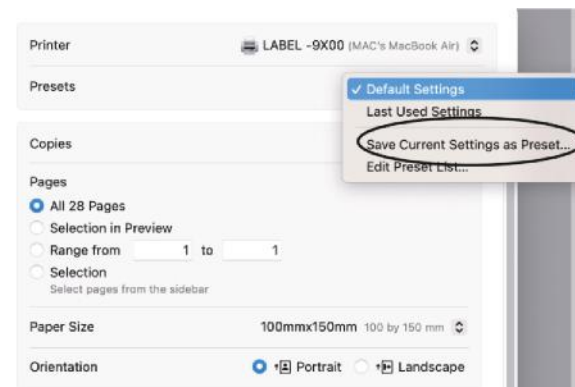 Printer LABEL -9X00 (MAC's MacBook Air)
Presets
✓ Default Settings
Last Used Settings
Save Current Settings as Preset...
Edit Preset List...
Copies
Pages
All 28 Pages
Selection in Preview
Range from 1 to 1
Selection
Select pages from the sidebar
Paper Size 100mmx150mm 100 by 150 mm
Orientation Portrait Landscape